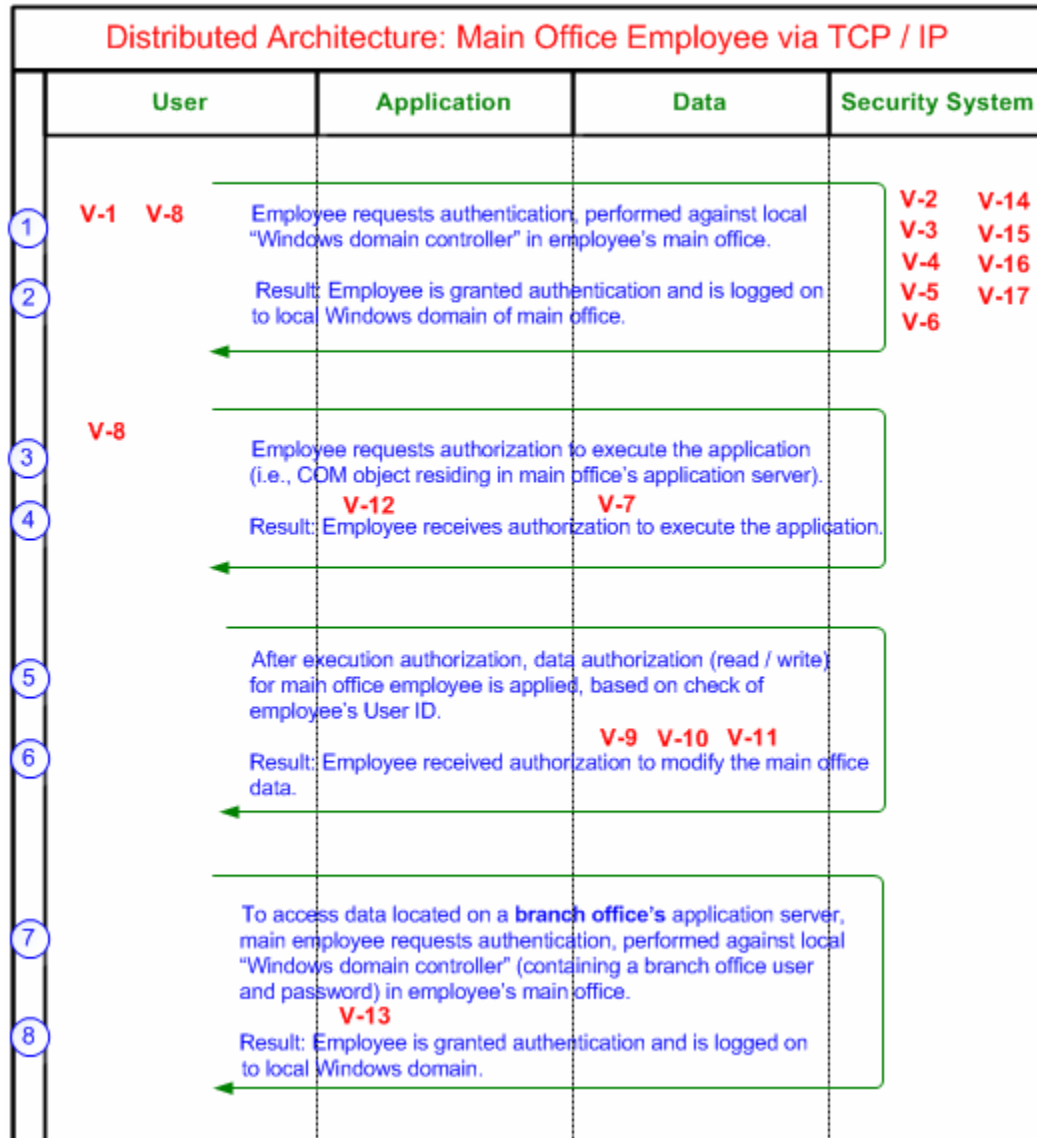 Distributed Architecture: Main Office Employee via TCP / IP
User
Application
Data
Security System
1
V-1 V-8
Employee requests authentication, performed against local
“Windows domain controller” in employee’s main office.
V-2 V-14
V-3 V-15
V-4 V-16
V-5 V-17
V-6
2
Result: Employee is granted authentication and is logged on
to local Windows domain of main office.
V-8
3
Employee requests authorization to execute the application
(i.e., COM object residing in main office’s application server).
V-12
V-7
4
Result: Employee receives authorization to execute the application.
5
After execution authorization, data authorization (read / write)
for main office employee is applied, based on check of
employee’s User ID.
V-9 V-10 V-11
6
Result: Employee received authorization to modify the main office
data.
7
To access data located on a branch office’s application server,
main employee requests authentication, performed against local
“Windows domain controller” (containing a branch office user
and password) in employee’s main office.
V-13
8
Result: Employee is granted authentication and is logged on
to local Windows domain.